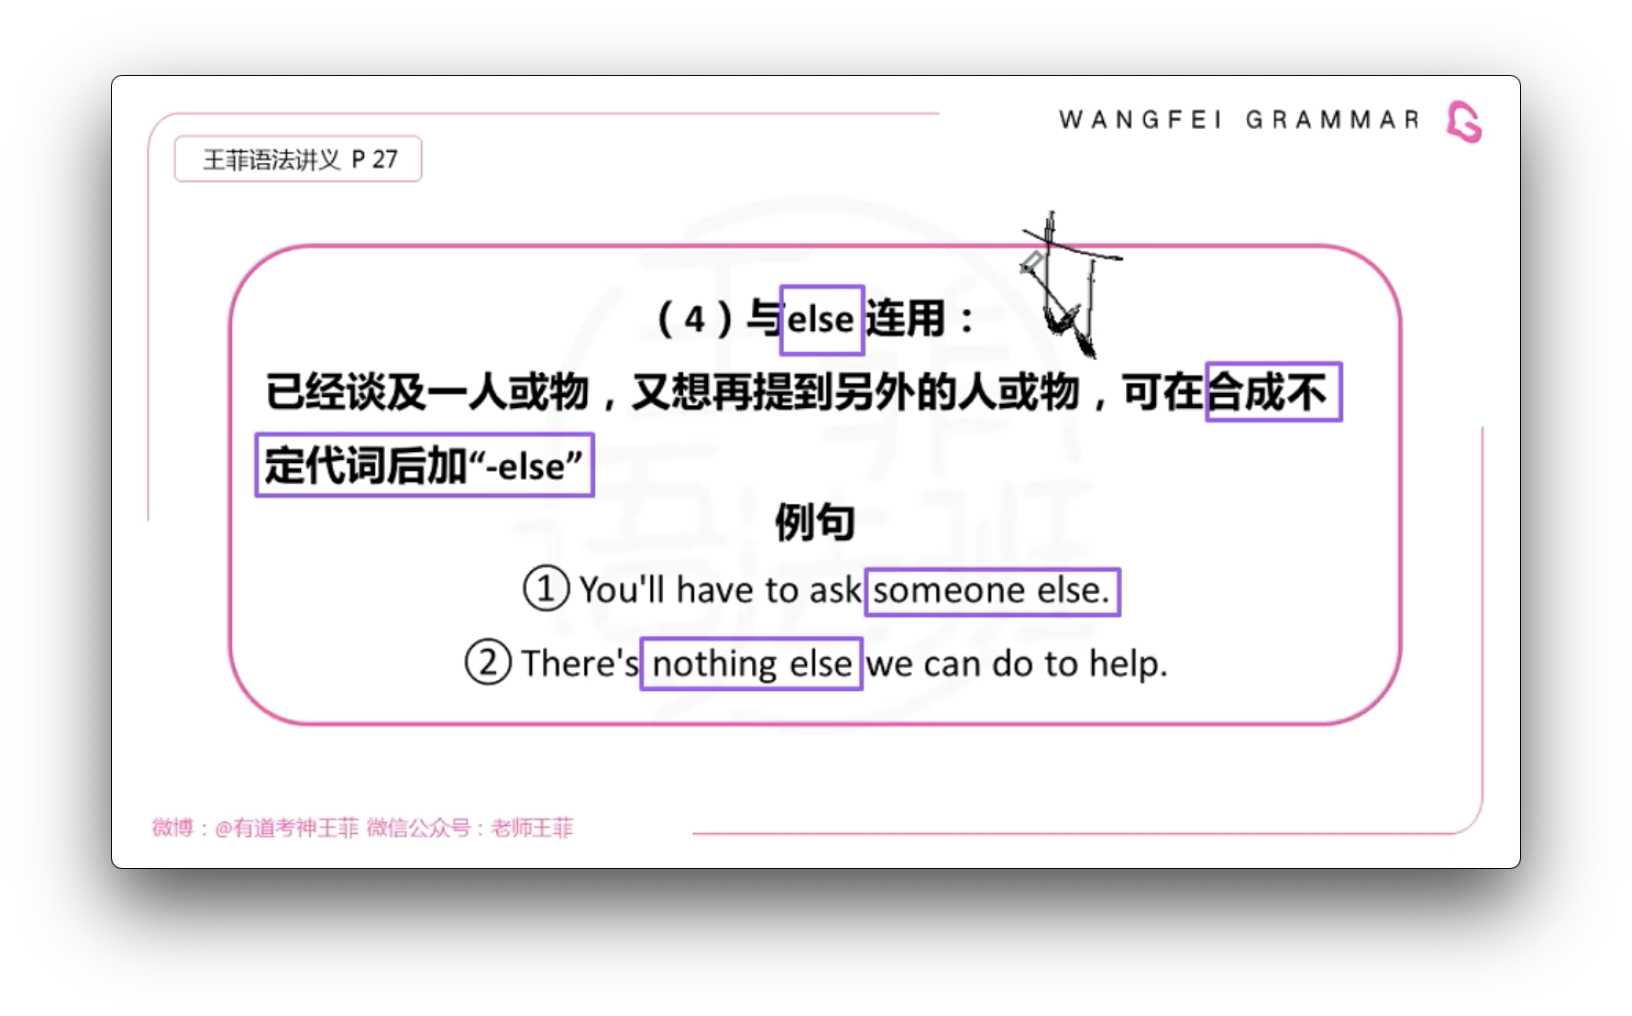 WANGFEI GRAMMAR
王菲语法讲义 P 27
（4）与else连用：
已经谈及一人或物，又想再提到另外的人或物，可在合成不
定代词后加“-else”
例句
① You'll have to ask someone else.
② There's nothing else we can do to help.
微博：@有道考神王菲 微信公众号：老师王菲